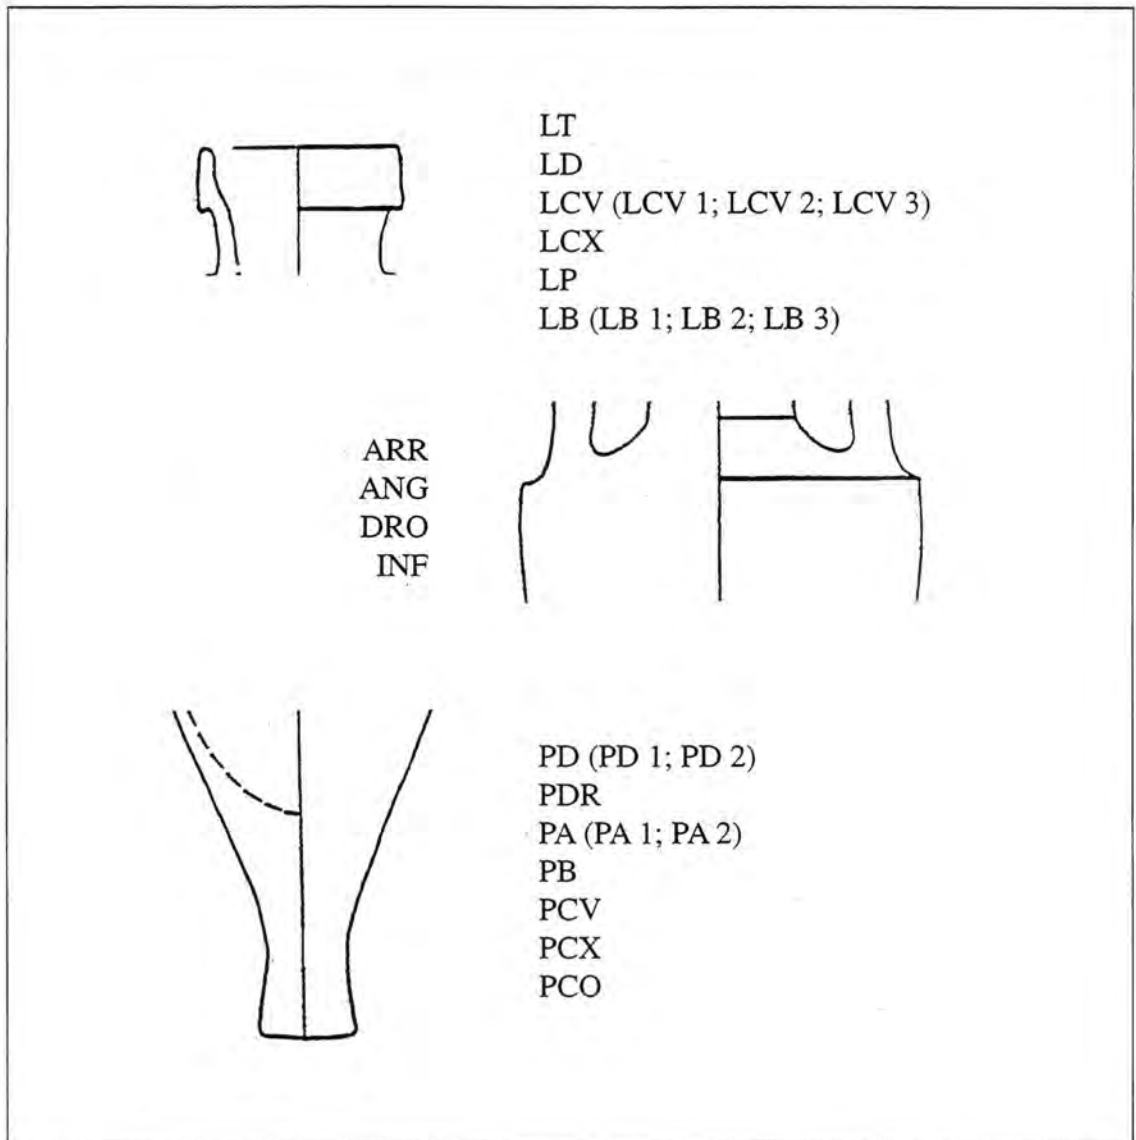 LT
LD
LCV (LCV 1; LCV 2; LCV 3)
LCX
LP
LB (LB 1; LB 2; LB 3)
ARR
ANG
DRO
INF
PD (PD 1; PD 2)
PDR
PA (PA 1; PA 2)
PB
PCV
PCX
PCO